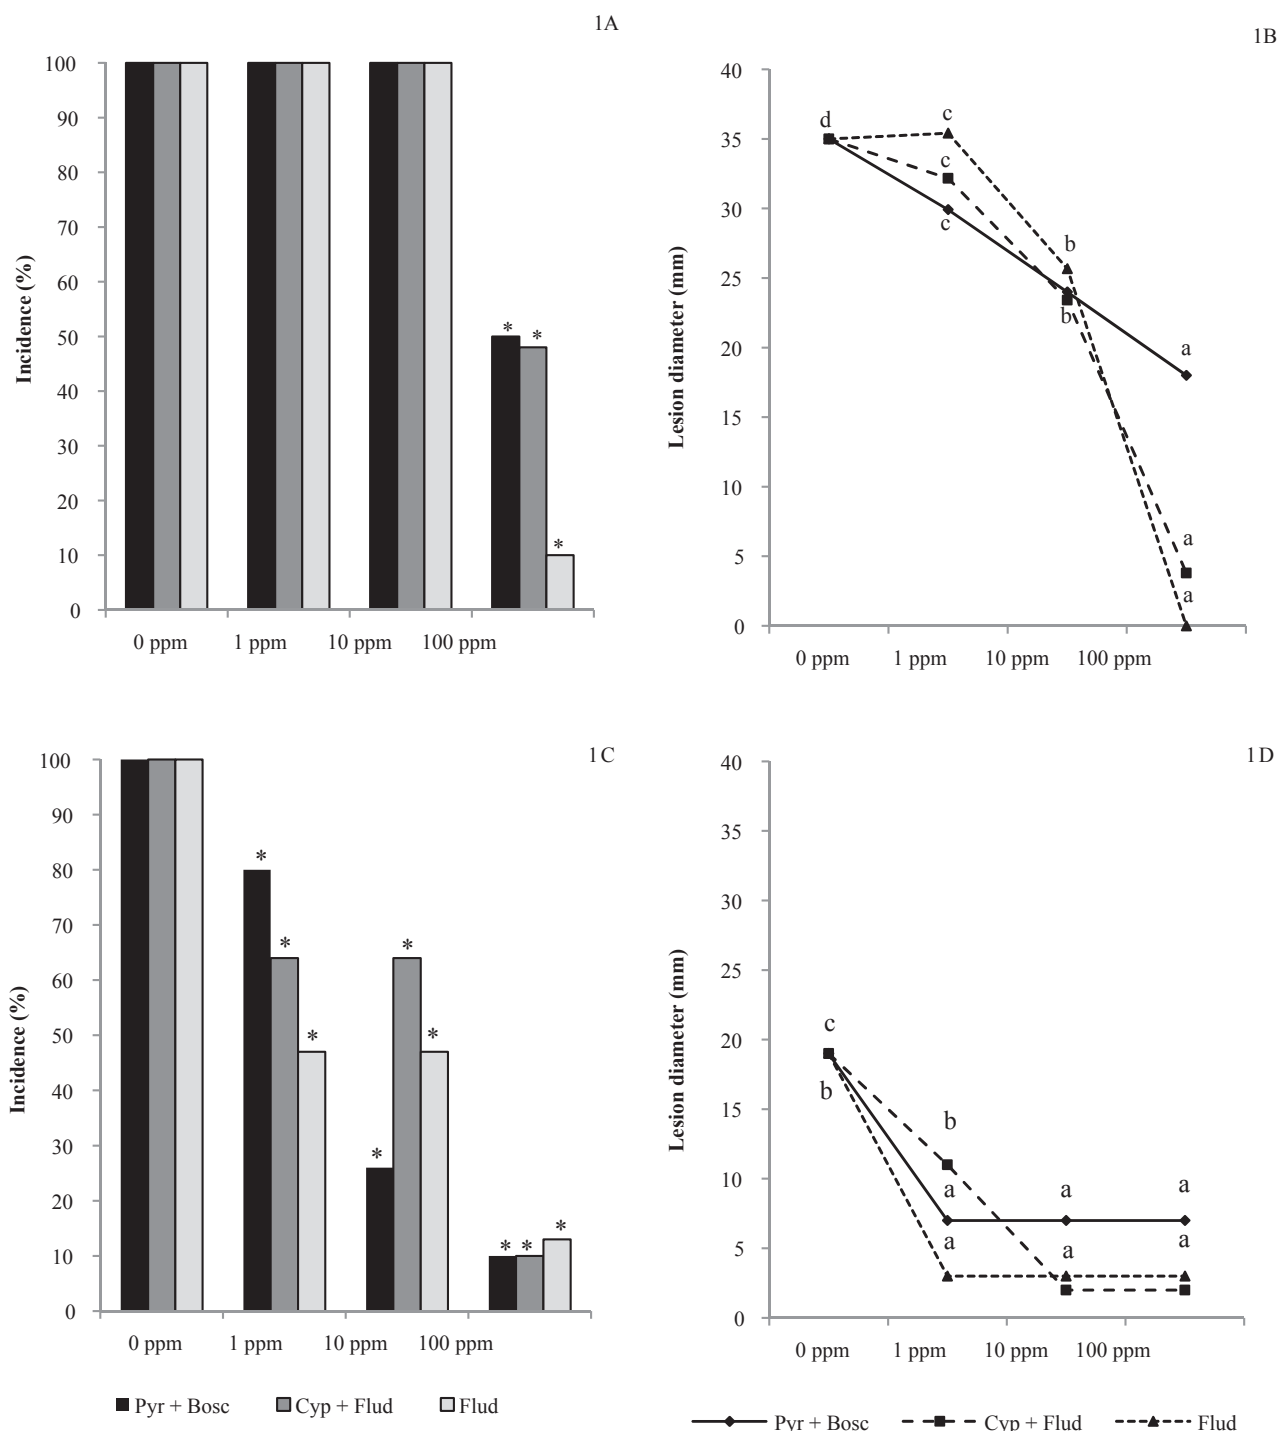 1A
100
90
80
70
60
50
40
30
20
10
0
Incidence (%)
* * *
0 ppm 1 ppm 10 ppm 100 ppm
1B
40
35
30
25
20
15
10
5
0
Lesion diameter (mm)
d
c
c
c
b
b
a
a
a
0 ppm 1 ppm 10 ppm 100 ppm
1C
100
90
80
70
60
50
40
30
20
10
0
Incidence (%)
* * *
* * *
* * *
0 ppm 1 ppm 10 ppm 100 ppm
Pyr + Bosc Cyp + Flud Flud
1D
40
35
30
25
20
15
10
5
0
Lesion diameter (mm)
c
b
b
a
a
a
a
a
a
0 ppm 1 ppm 10 ppm 100 ppm
Pyr + Bosc Cyp + Flud Flud